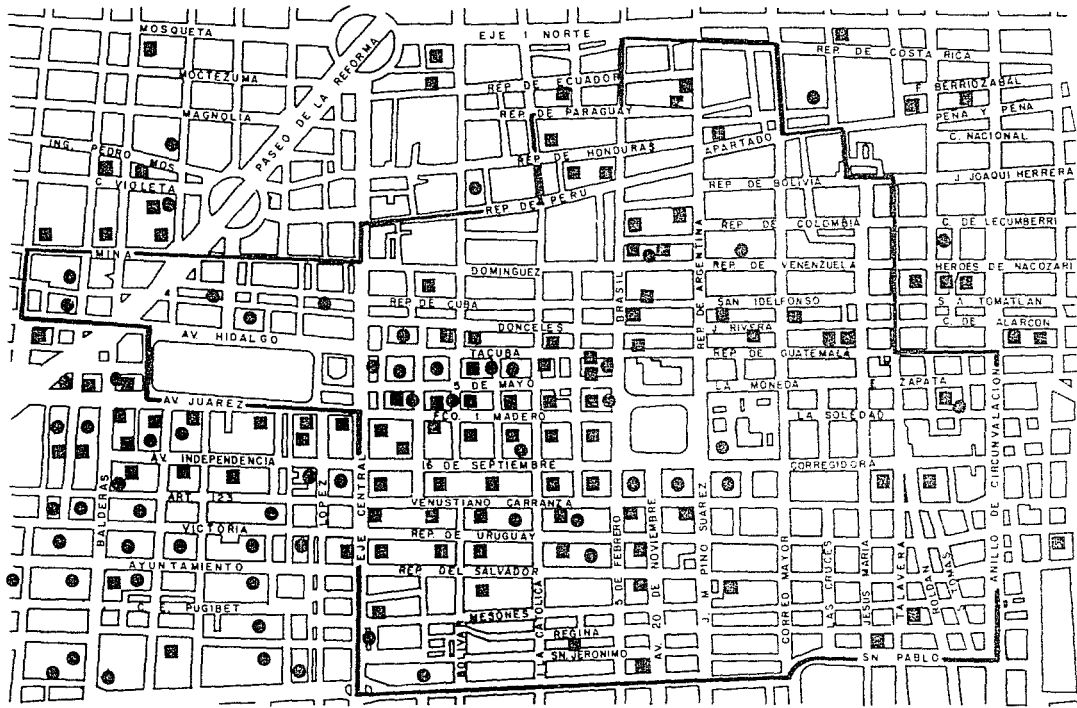 MOSQUETA
EJE 1 NORTE
REP. DE COSTA RICA
PASEO DE LA REFORMA
MOCTEZUMA
REP DE ECUADOR
F BERRIOZABAL
MAGNOLIA
REP DE PARAGUAY
PEÑA Y PEÑA
C. NACIONAL
ING. PEDRO MOS.
REP DE HONDURAS
APARTADO
C. VIOLETA
REP DE BOLIVIA
J. JOAQUI HERRERA
REP DE PERU
REP DE COLOMBIA
C. DE LECUMBERRI
MINA
DOMINGUEZ
REP. DE VENENZUELA
HEROES DE NACOZARI
REP. DE CUBA
BRASIL
REP. DE ARGENTINA
SAN IDELFONSO
S. A. TOMATLAN
AV. HIDALGO
DONCELES
J. RIVERA
C. DE ALARCON
TACUBA
REP DE GUATEMALA
5 DE MAYO
LA MONEDA
E. ZAPATA
AV. JUAREZ
FCO. I. MADERO
LA SOLEDAD
AV. INDEPENDENCIA
16 DE SEPTIEMBRE
CORREGIDORA
BALDERAS
ART. 123
LOPEZ
EJE CENTRAL
VENUSTIANO CARRANZA
ANILLO DE CIRCUNVALACION
VICTORIA
REP. DE URUGUAY
5 DE FEBRERO
AV. 20 DE NOVIEMBRE
J. M. PINO SUAREZ
CORREO MAYOR
LAS CRUCES
JESUS MARIA
TALAVERA
ROLDAN
S. TOMAS
AYUNTAMIENTO
REP DEL SALVADOR
E. PUGIBET
BOLIVAR
MESONES
I. LA CATOLICA
REGINA
SN. JERONIMO
SN PABLO